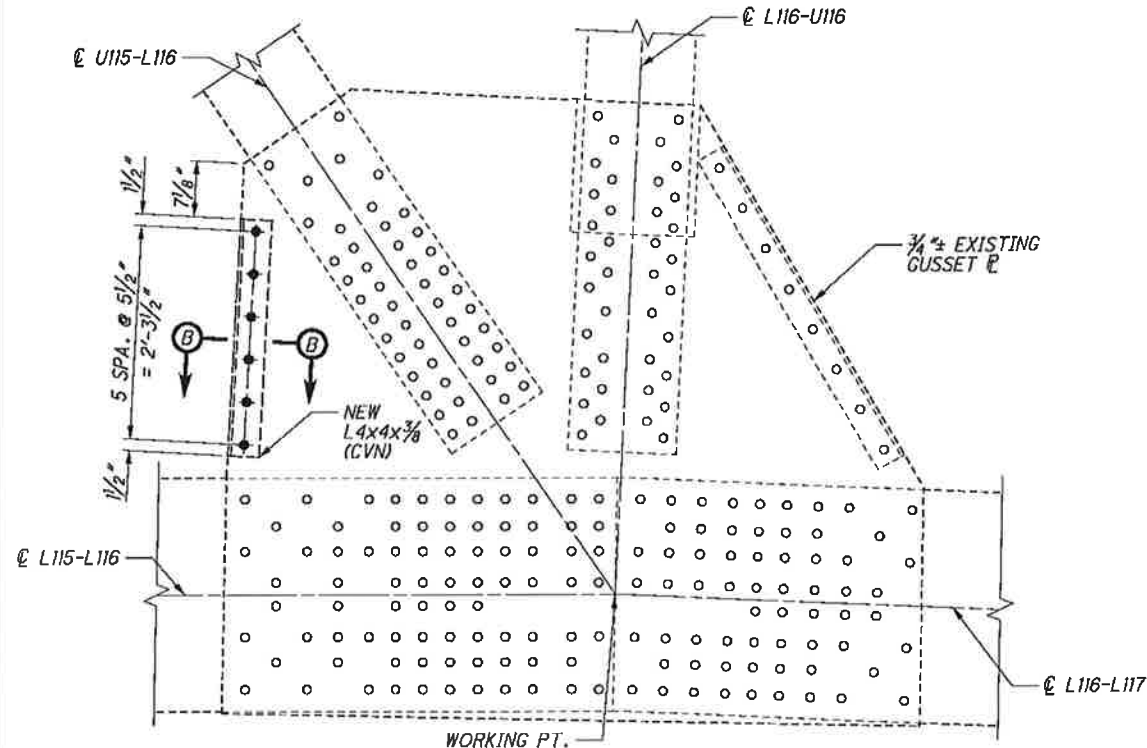 ℄ L116-U116
℄ U115-L116
1½"
7⅛"
¾"± EXISTING
GUSSET ℙ
5 SPA. @ 5½"
= 2'-3½"
B
B
NEW
L4x4x⅜
(CVN)
1½"
℄ L115-L116
℄ L116-L117
WORKING PT.